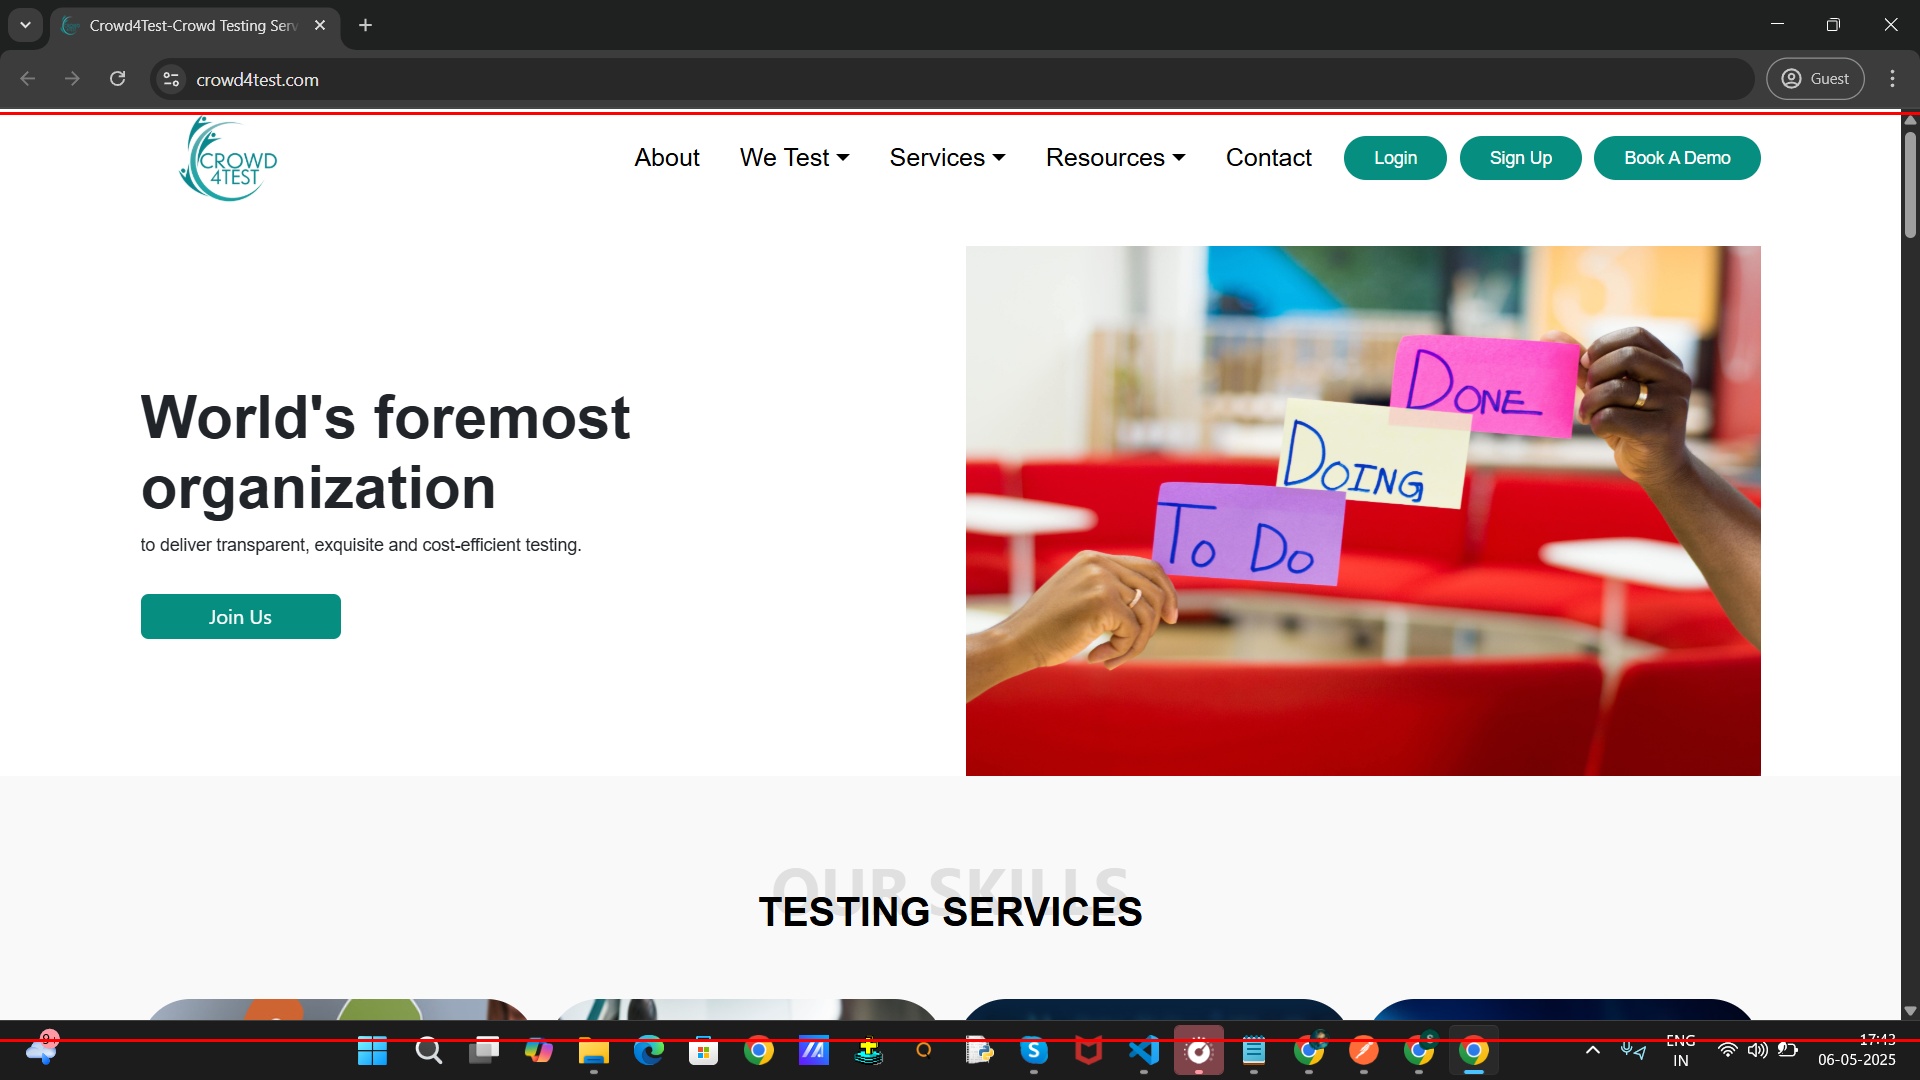 Crowd4Test-Crowd Testing Serv
crowd4test.com
Guest
CROWD
4TEST
About
We Test
Services
Resources
Contact
Login
Sign Up
Book A Demo
World's foremost
organization
to deliver transparent, exquisite and cost-efficient testing.
Join Us
DONE
DOING
To Do
OUR SKILLS
TESTING SERVICES
9+
ENG
IN
17:43
06-05-2025